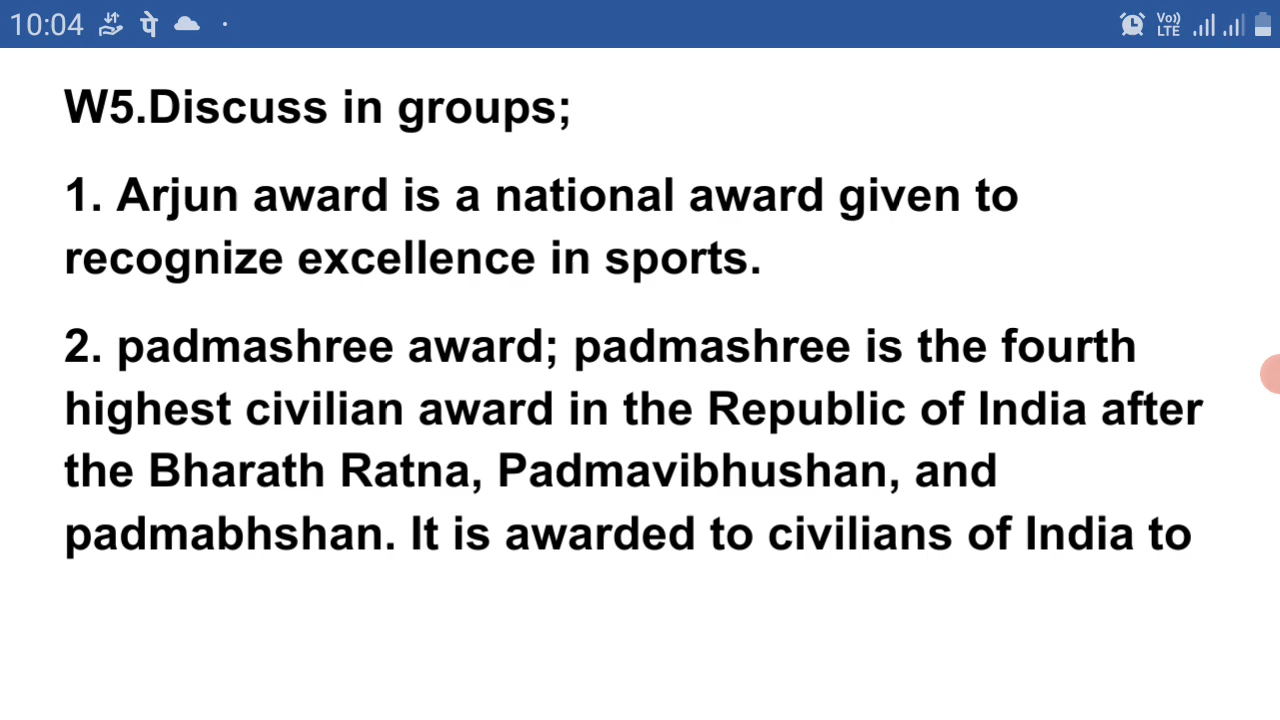 10:04 पे Vo)) LTE
W5.Discuss in groups;
1. Arjun award is a national award given to
recognize excellence in sports.
2. padmashree award; padmashree is the fourth
highest civilian award in the Republic of India after
the Bharath Ratna, Padmavibhushan, and
padmabhshan. It is awarded to civilians of India to